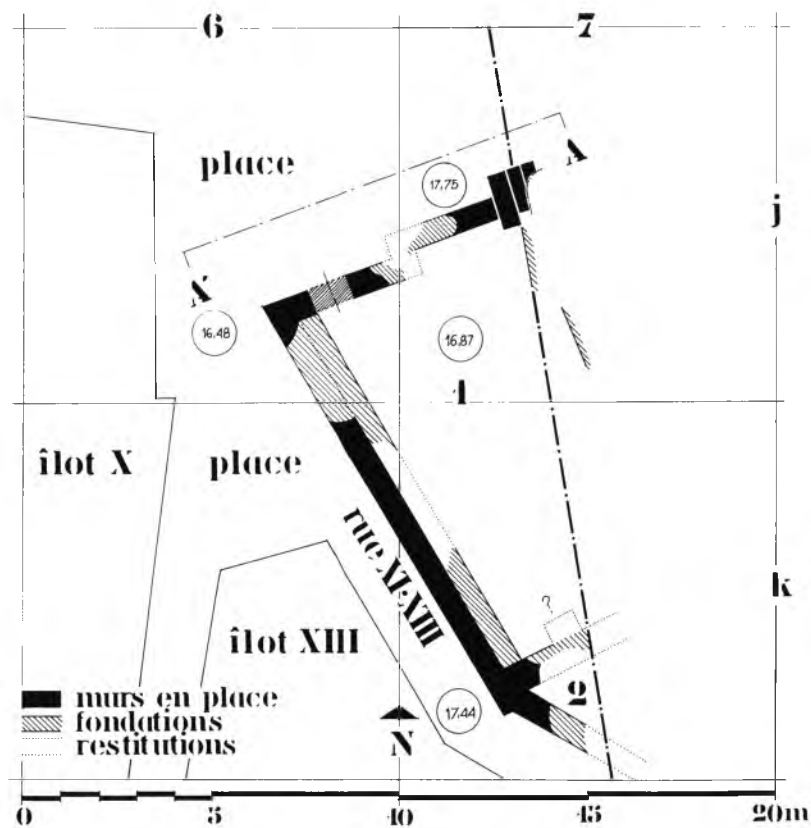 6
7
place
A
17,75
j
X
16.48
16.87
1
îlot X
place
rue XI-XIII
k
?
îlot XIII
2
murs en place
fondations
restitutions
17.44
N
0 5 10 15 20m